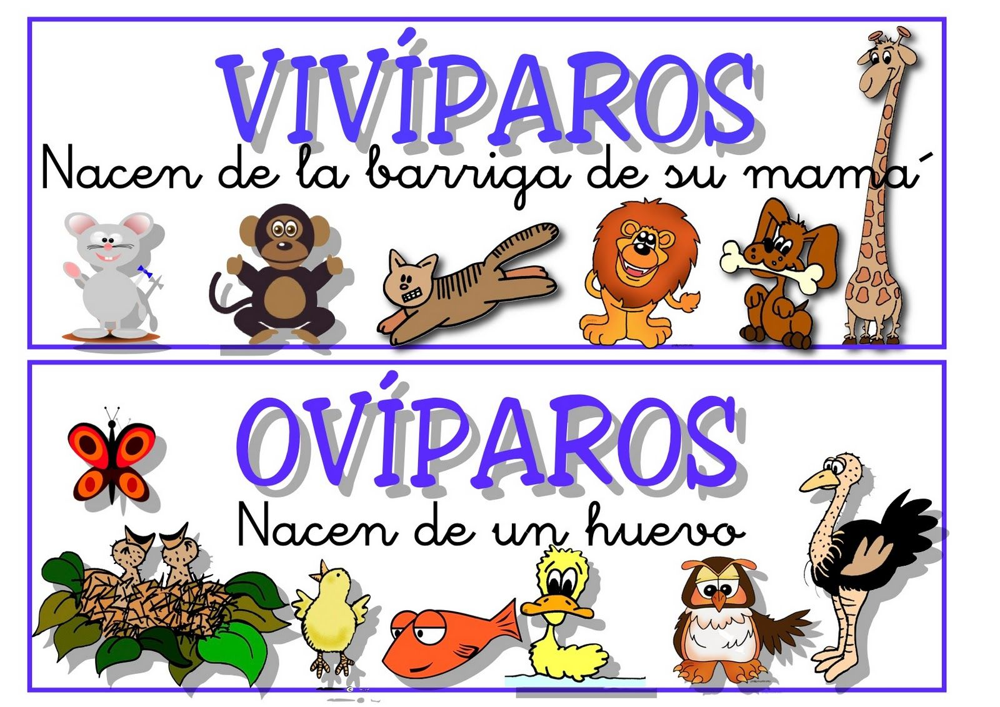 VIVÍPAROS
Nacen de la barriga de su mamá
OVÍPAROS
Nacen de un huevo